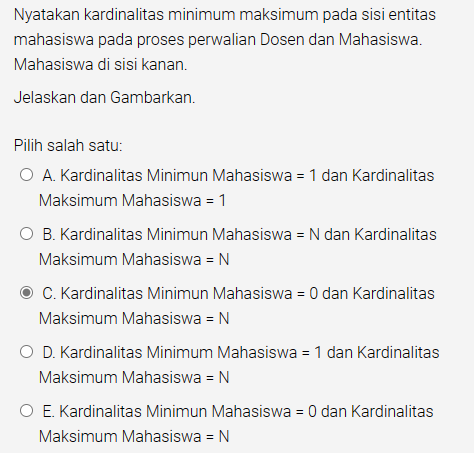 Nyatakan kardinalitas minimum maksimum pada sisi entitas
mahasiswa pada proses perwalian Dosen dan Mahasiswa.
Mahasiswa di sisi kanan.
Jelaskan dan Gambarkan.
Pilih salah satu:
A. Kardinalitas Minimun Mahasiswa = 1 dan Kardinalitas
Maksimum Mahasiswa = 1
B. Kardinalitas Minimun Mahasiswa = N dan Kardinalitas
Maksimum Mahasiswa = N
C. Kardinalitas Minimun Mahasiswa = 0 dan Kardinalitas
Maksimum Mahasiswa = N
D. Kardinalitas Minimum Mahasiswa = 1 dan Kardinalitas
Maksimum Mahasiswa = N
E. Kardinalitas Minimun Mahasiswa = 0 dan Kardinalitas
Maksimum Mahasiswa = N